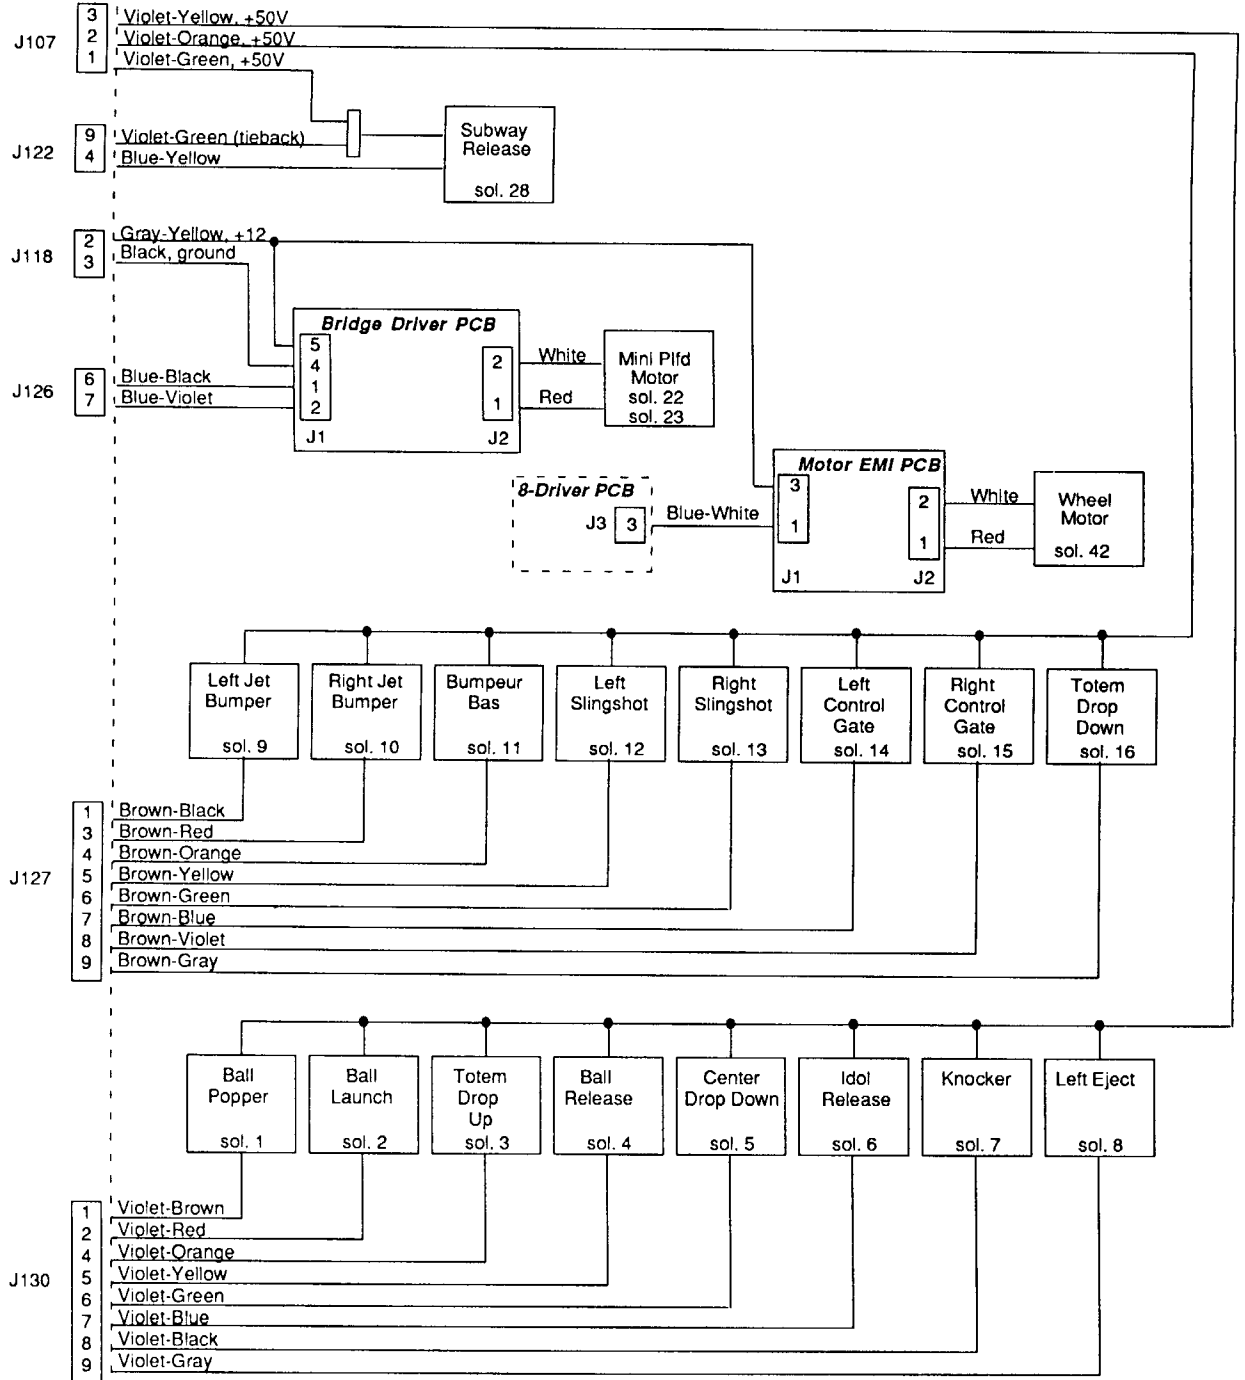 J107
3 Violet-Yellow, +50V
2 Violet-Orange, +50V
1 Violet-Green, +50V
J122
9 Violet-Green (tieback)
4 Blue-Yellow
Subway
Release
sol. 28
J118
2 Gray-Yellow, +12
3 Black, ground
J126
6 Blue-Black
7 Blue-Violet
Bridge Driver PCB
5
4
1
2
J1
2
1
J2
White
Red
Mini Plfd
Motor
sol. 22
sol. 23
8-Driver PCB
J3 3
Blue-White
Motor EMI PCB
3
1
J1
2
1
J2
White
Red
Wheel
Motor
sol. 42
Left Jet
Bumper
sol. 9
Right Jet
Bumper
sol. 10
Bumpeur
Bas
sol. 11
Left
Slingshot
sol. 12
Right
Slingshot
sol. 13
Left
Control
Gate
sol. 14
Right
Control
Gate
sol. 15
Totem
Drop
Down
sol. 16
J127
1 Brown-Black
3 Brown-Red
4 Brown-Orange
5 Brown-Yellow
6 Brown-Green
7 Brown-Blue
8 Brown-Violet
9 Brown-Gray
Ball
Popper
sol. 1
Ball
Launch
sol. 2
Totem
Drop
Up
sol. 3
Ball
Release
sol. 4
Center
Drop Down
sol. 5
Idol
Release
sol. 6
Knocker
sol. 7
Left Eject
sol. 8
J130
1 Violet-Brown
2 Violet-Red
4 Violet-Orange
5 Violet-Yellow
6 Violet-Green
7 Violet-Blue
8 Violet-Black
9 Violet-Gray